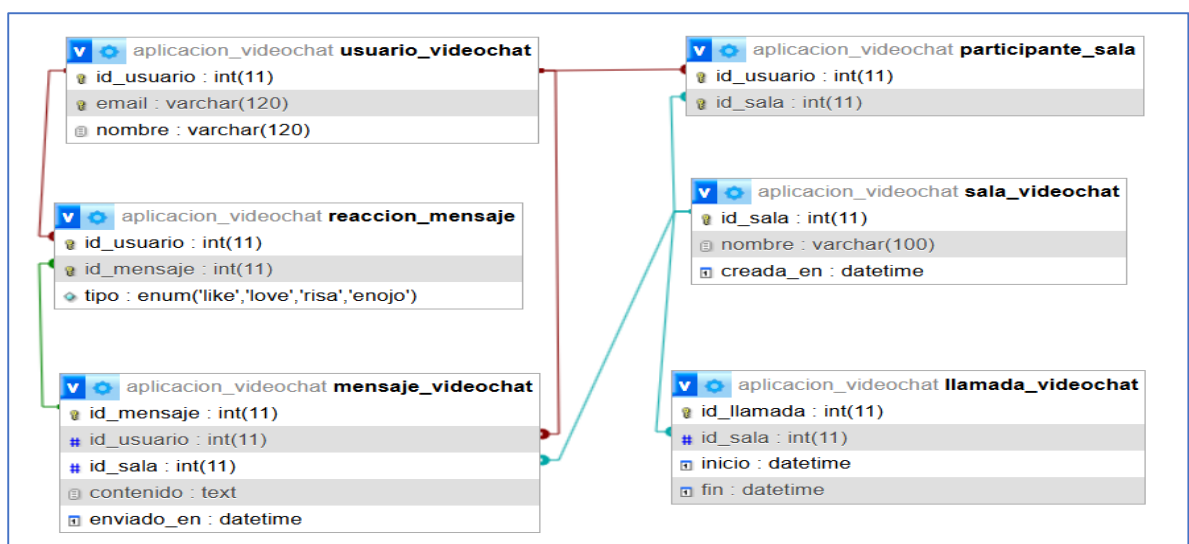 aplicacion_videochat usuario_videochat
id_usuario : int(11)
email : varchar(120)
nombre : varchar(120)
aplicacion_videochat participante_sala
id_usuario : int(11)
id_sala : int(11)
aplicacion_videochat reaccion_mensaje
id_usuario : int(11)
id_mensaje : int(11)
tipo : enum('like','love','risa','enojo')
aplicacion_videochat sala_videochat
id_sala : int(11)
nombre : varchar(100)
creada_en : datetime
aplicacion_videochat mensaje_videochat
id_mensaje : int(11)
# id_usuario : int(11)
# id_sala : int(11)
contenido : text
enviado_en : datetime
aplicacion_videochat llamada_videochat
id_llamada : int(11)
# id_sala : int(11)
inicio : datetime
fin : datetime